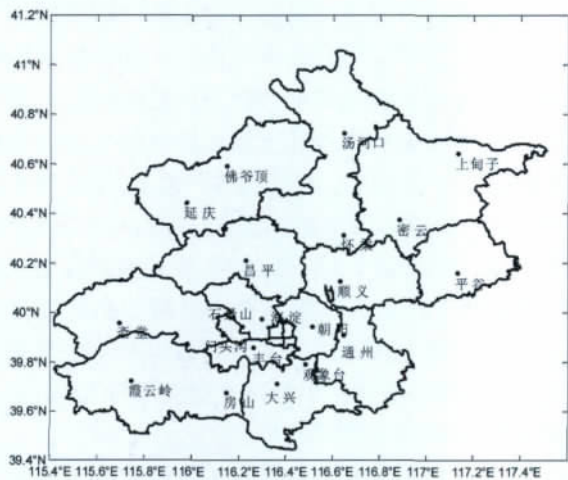 41.2°N
41°N
40.8°N
汤河口
上甸子
40.6°N
佛爷顶
延庆
40.4°N
密云
怀柔
40.2°N
昌平
平谷
顺义
40°N
石景山
海淀
斋堂
朝阳
通州
39.8°N
门头沟
丰台
观象台
霞云岭
房山
大兴
39.6°N
39.4°N
115.4°E 115.6°E 115.8°E 116°E 116.2°E 116.4°E 116.6°E 116.8°E 117°E 117.2°E 117.4°E